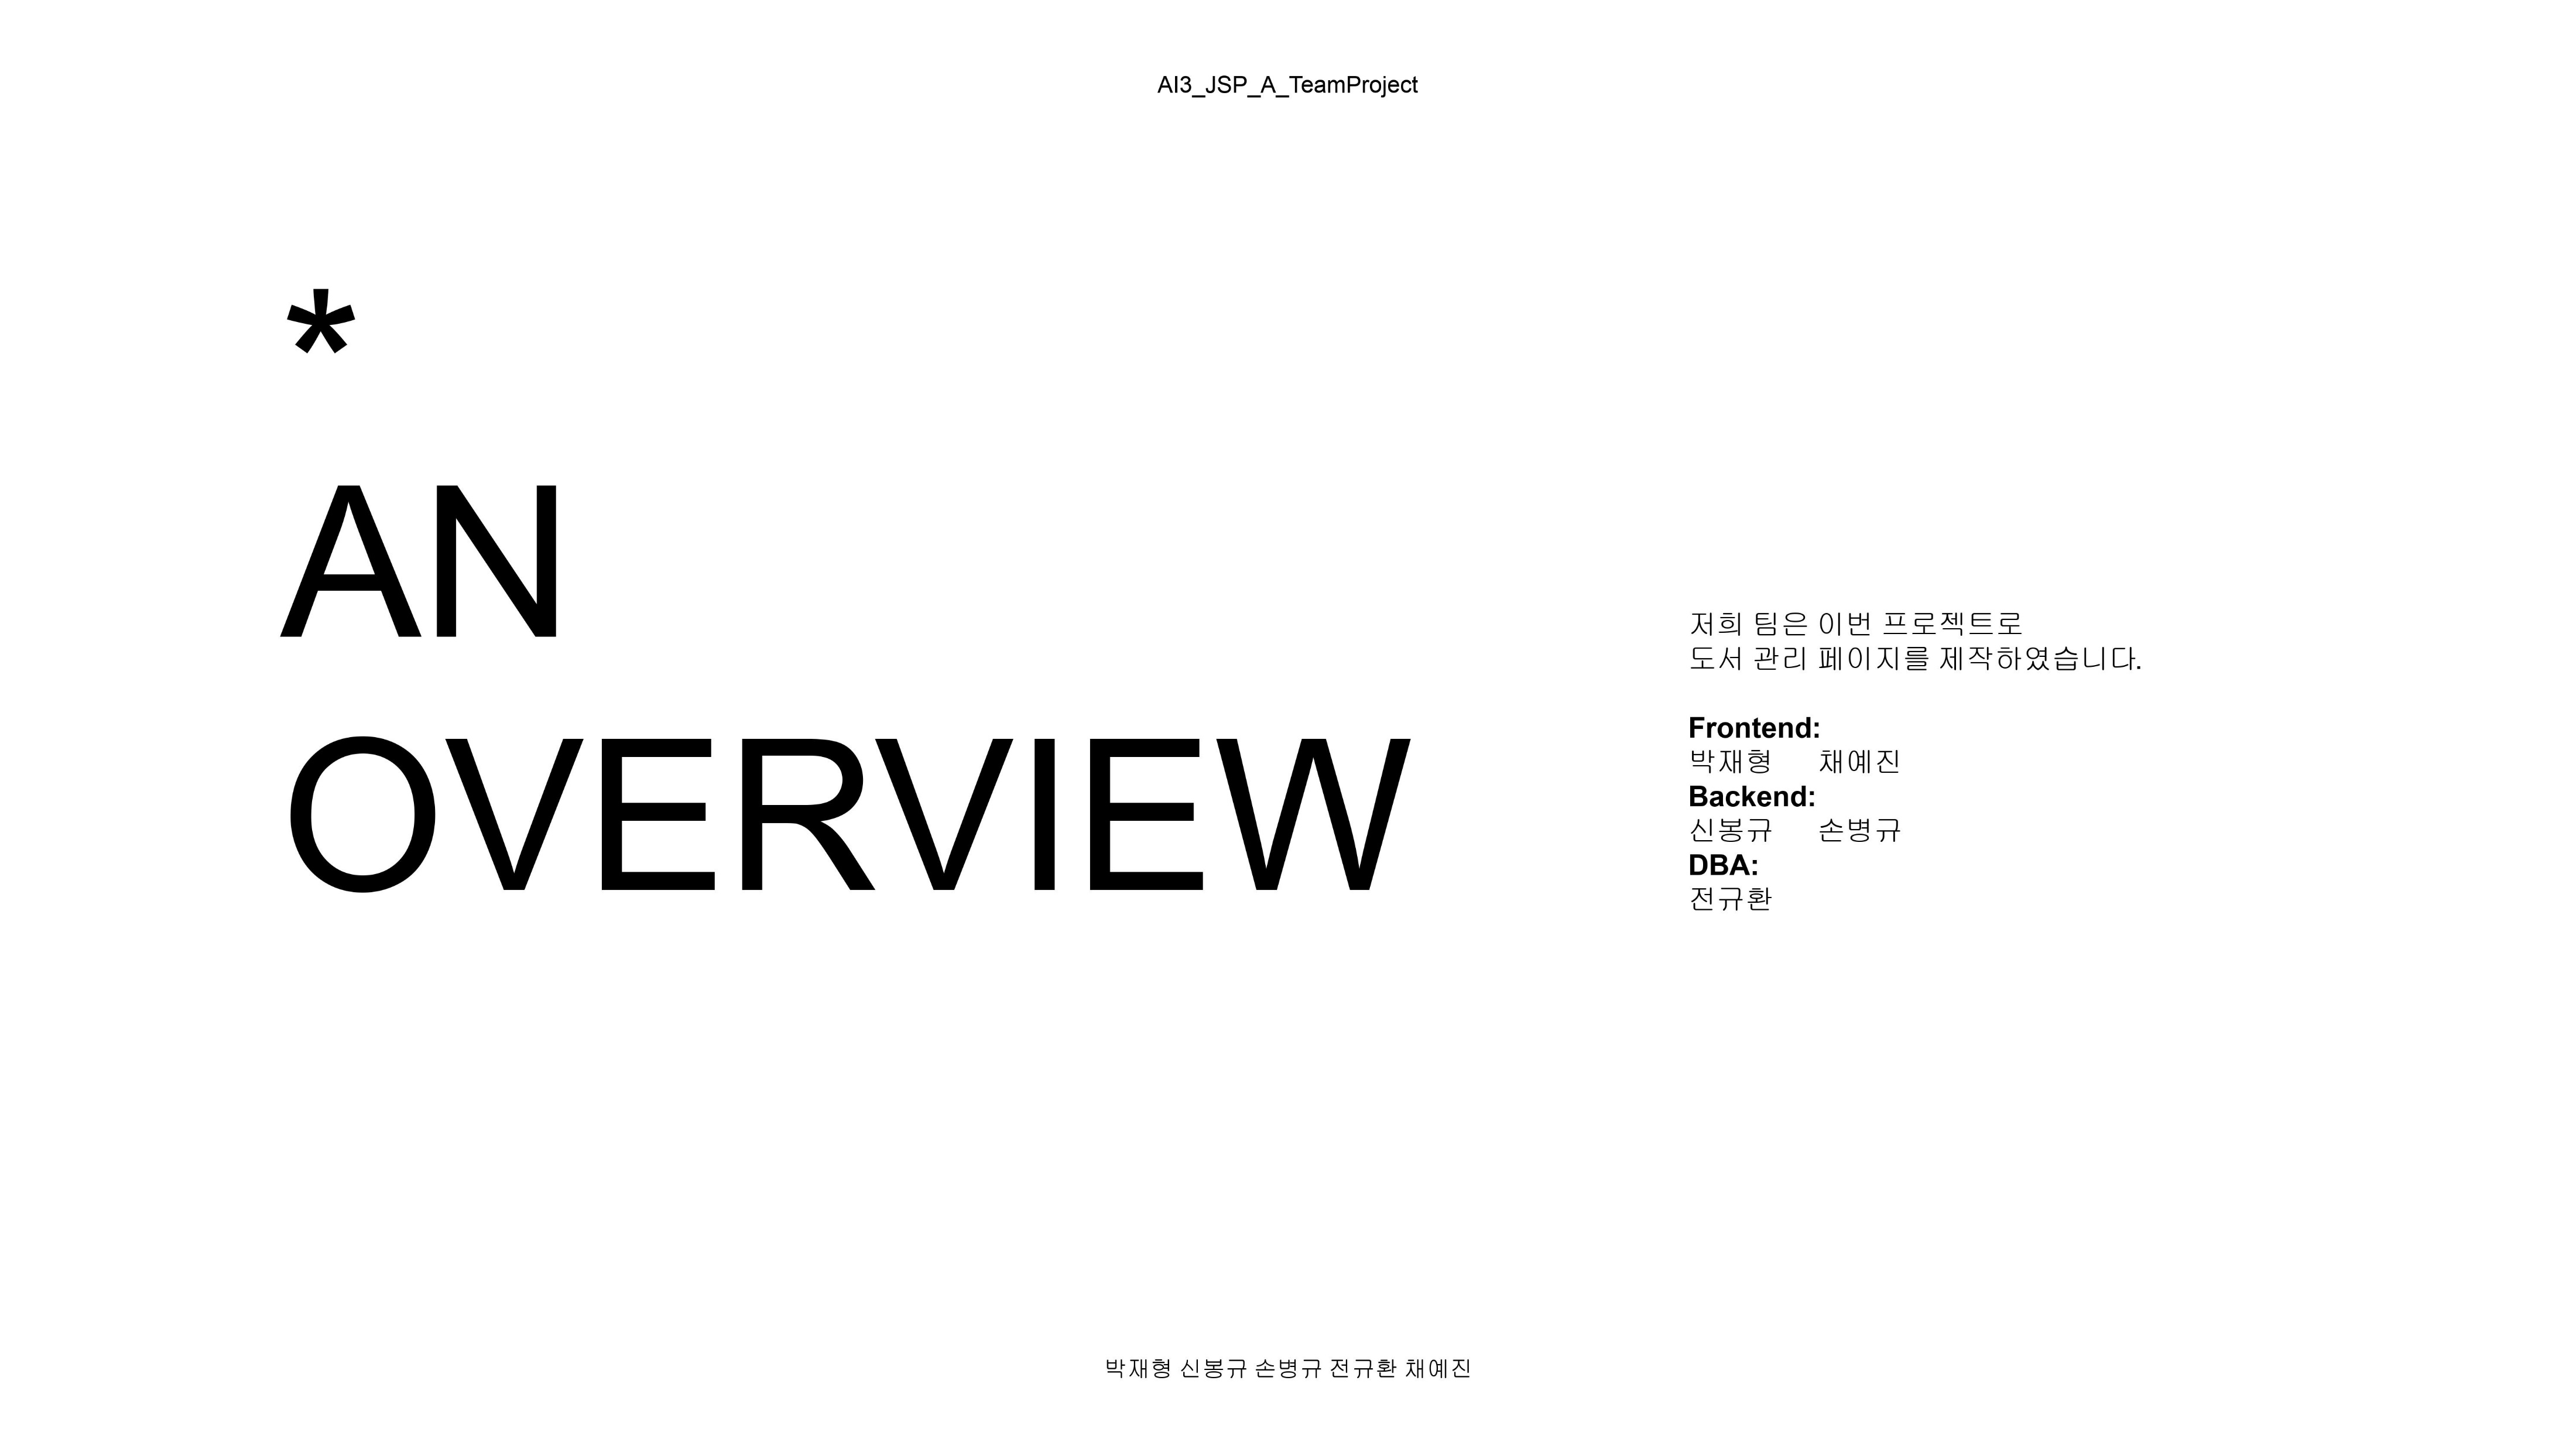 AI3_JSP_A_TeamProject
*
AN
OVERVIEW
저희 팀은 이번 프로젝트로
도서 관리 페이지를 제작하였습니다.
Frontend:
박재형 채예진
Backend:
신봉규 손병규
DBA:
전규환
박재형 신봉규 손병규 전규환 채예진